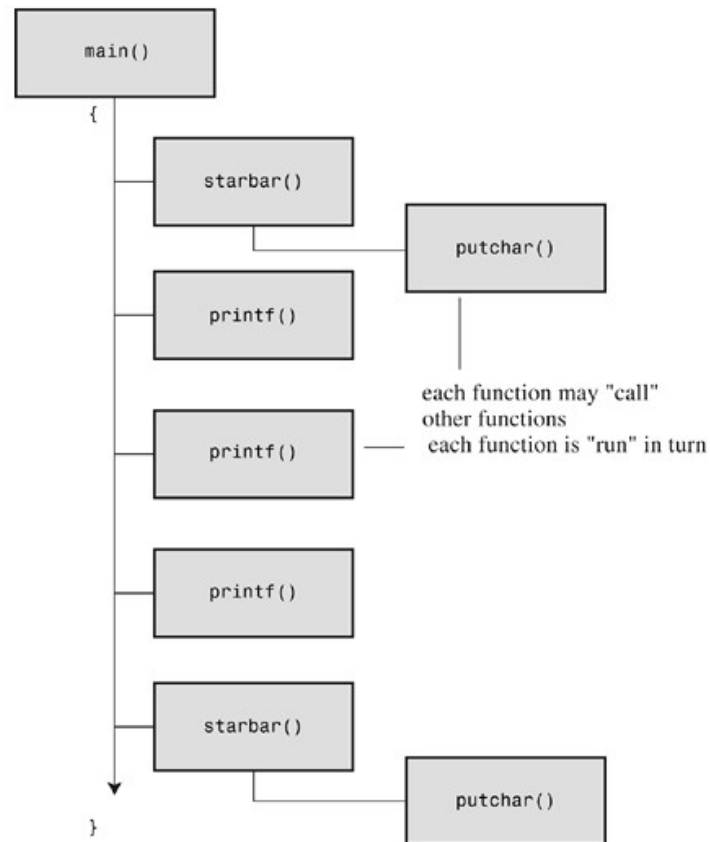 main()
{
starbar()
putchar()
printf()
each function may "call"
other functions
each function is "run" in turn
printf()
printf()
starbar()
putchar()
}